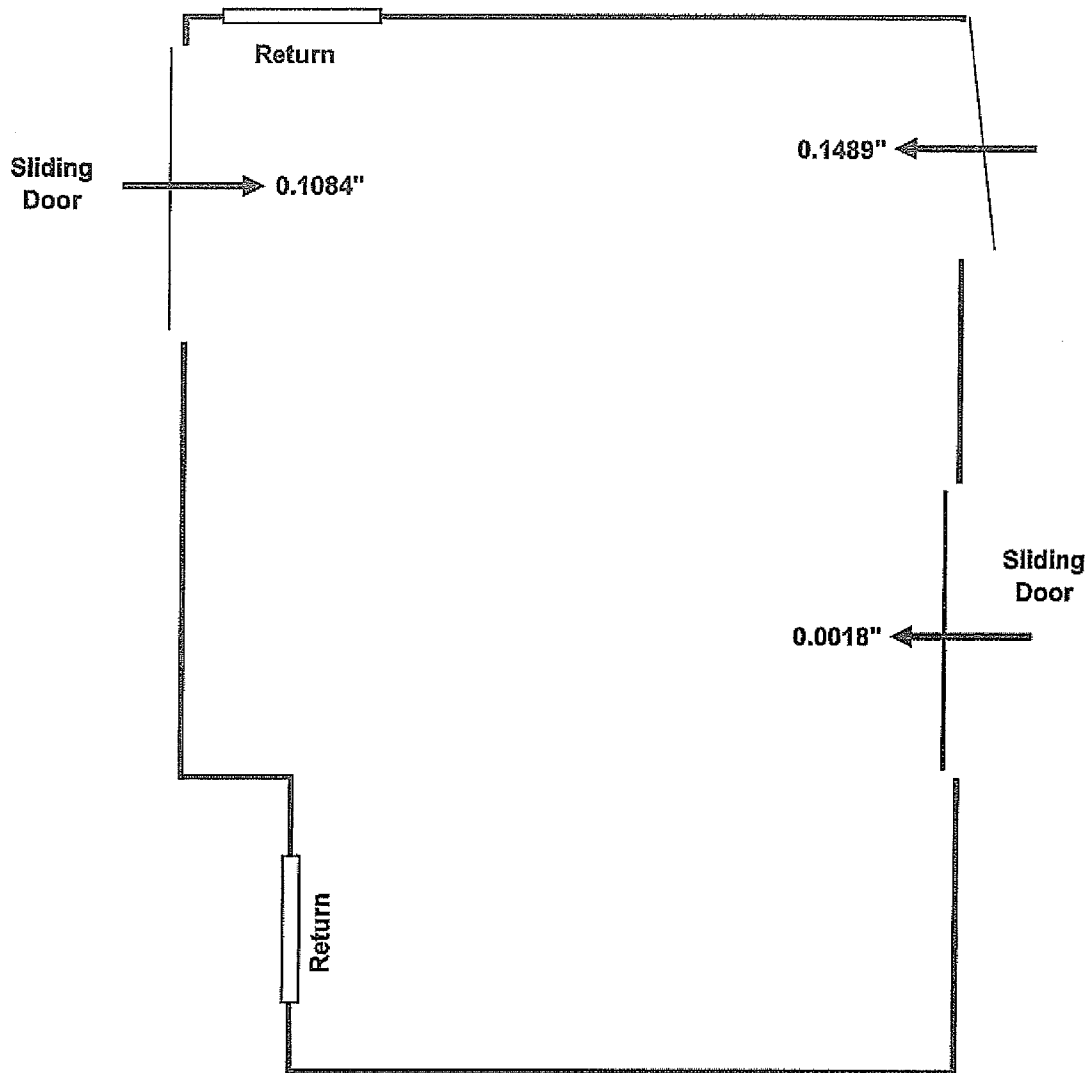 Return
0.1489"
Sliding
Door
0.1084"
Sliding
Door
0.0018"
Return